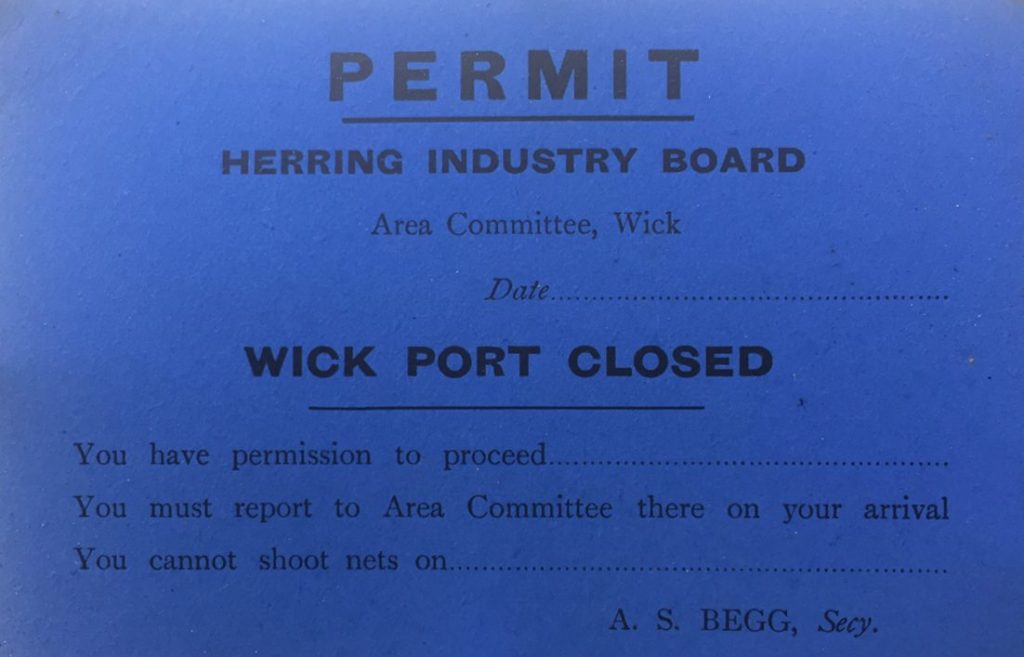 PERMIT
HERRING INDUSTRY BOARD
Area Committee, Wick
Date................................................
WICK PORT CLOSED
You have permission to proceed................................................
You must report to Area Committee there on your arrival
You cannot shoot nets on............................................................
A. S. BEGG, Secy.